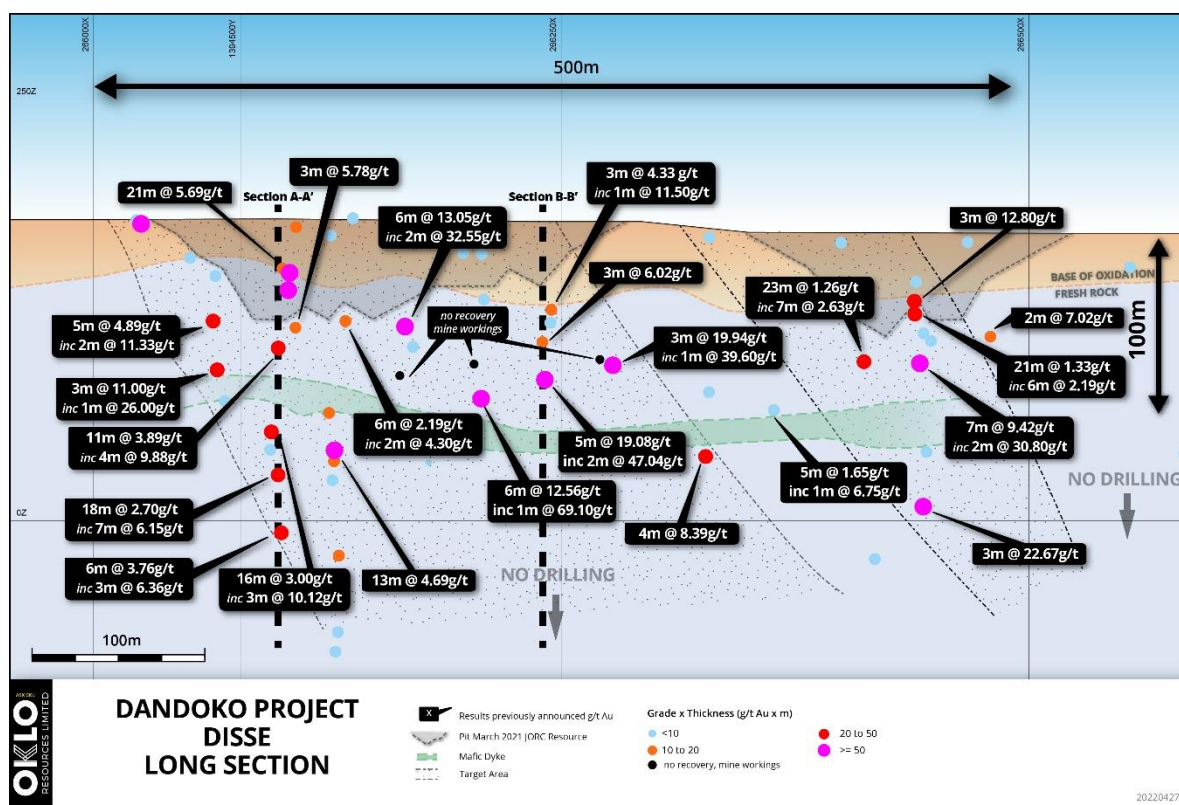 266000X
1394500Y
266250X
266500X
500m
250Z
3m @ 5.78g/t
21m @ 5.69g/t
Section A-A'
6m @ 13.05g/t
inc 2m @ 32.55g/t
Section B-B'
3m @ 4.33 g/t
inc 1m @ 11.50g/t
3m @ 12.80g/t
3m @ 6.02g/t
23m @ 1.26g/t
inc 7m @ 2.63g/t
BASE OF OXIDATION
FRESH ROCK
100m
2m @ 7.02g/t
5m @ 4.89g/t
inc 2m @ 11.33g/t
no recovery
mine workings
3m @ 19.94g/t
inc 1m @ 39.60g/t
21m @ 1.33g/t
inc 6m @ 2.19g/t
3m @ 11.00g/t
inc 1m @ 26.00g/t
6m @ 2.19g/t
inc 2m @ 4.30g/t
11m @ 3.89g/t
inc 4m @ 9.88g/t
5m @ 19.08g/t
inc 2m @ 47.04g/t
7m @ 9.42g/t
inc 2m @ 30.80g/t
5m @ 1.65g/t
inc 1m @ 6.75g/t
NO DRILLING
6m @ 12.56g/t
inc 1m @ 69.10g/t
18m @ 2.70g/t
inc 7m @ 6.15g/t
0Z
4m @ 8.39g/t
3m @ 22.67g/t
6m @ 3.76g/t
inc 3m @ 6.36g/t
16m @ 3.00g/t
inc 3m @ 10.12g/t
13m @ 4.69g/t
NO DRILLING
100m
ASX:OKU
OKLO
RESOURCES LIMITED
DANDOKO PROJECT
DISSE
LONG SECTION
X
Results previously announced g/t Au
Pit March 2021 JORC Resource
Mafic Dyke
Target Area
Grade x Thickness (g/t Au x m)
<10
10 to 20
no recovery, mine workings
20 to 50
>= 50
20220427